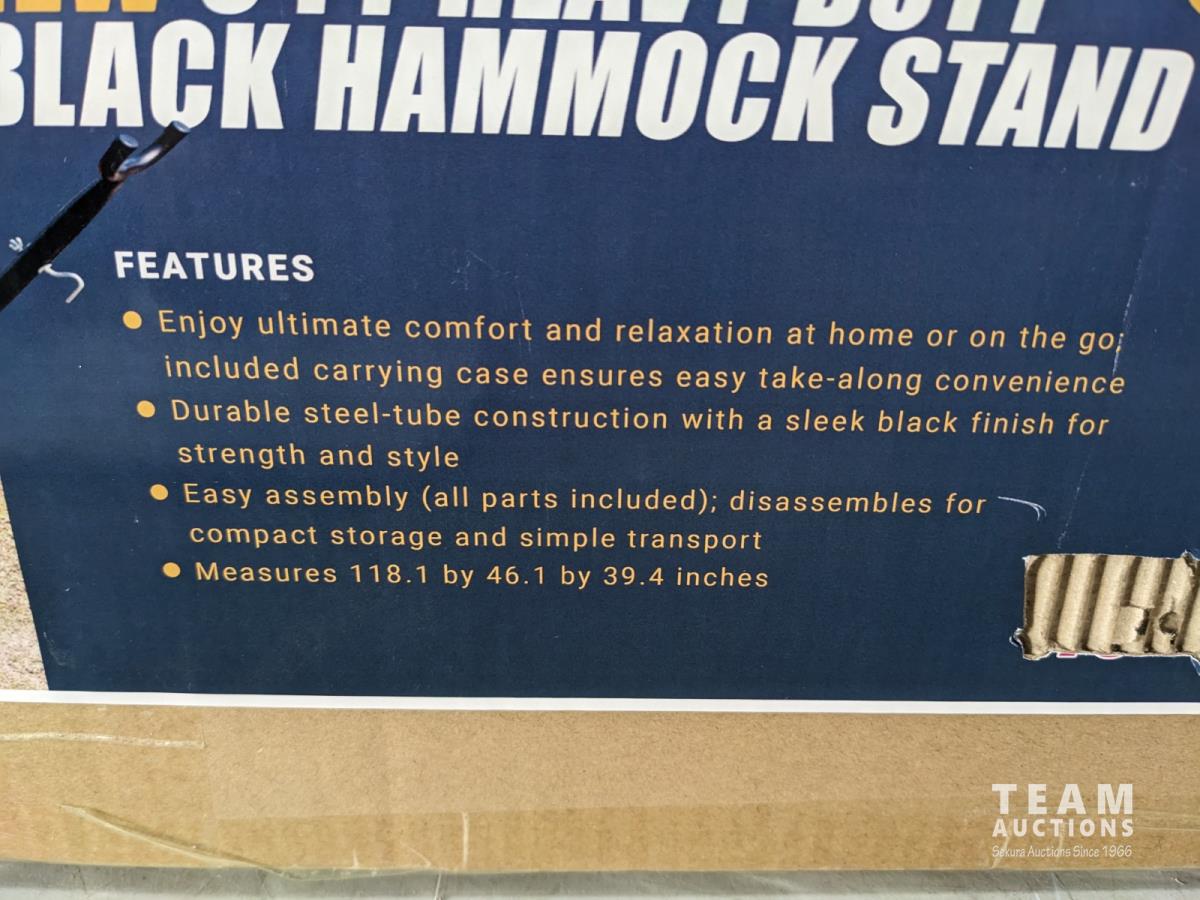 HEAVY DUTY
BLACK HAMMOCK STAND
FEATURES
● Enjoy ultimate comfort and relaxation at home or on the go;
included carrying case ensures easy take-along convenience
● Durable steel-tube construction with a sleek black finish for
strength and style
● Easy assembly (all parts included); disassembles for
compact storage and simple transport
● Measures 118.1 by 46.1 by 39.4 inches
TEAM
AUCTIONS
Sekura Auctions Since 1966